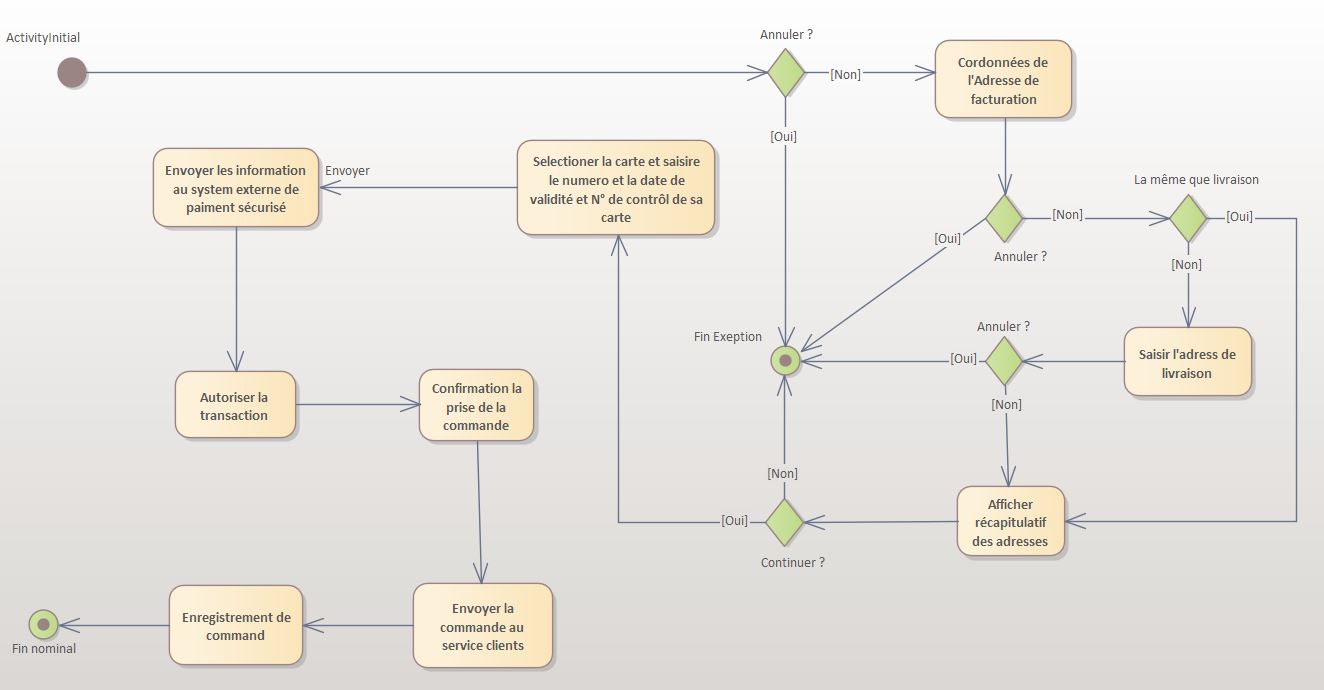 ActivityInitial
Annuler ?
[Non]
Cordonnées de
l'Adresse de
facturation
[Oui]
Envoyer les information
au system externe de
paiment sécurisé
Envoyer
Selectioner la carte et saisire
le numero et la date de
validité et N° de contrôl de sa
carte
La même que livraison
[Non]
[Oui]
[Oui]
Annuler ?
[Non]
Fin Exeption
Annuler ?
[Oui]
Saisir l'adress de
livraison
Autoriser la
transaction
Confirmation la
prise de la
commande
[Non]
[Non]
Afficher
récapitulatif
des adresses
[Oui]
Continuer ?
Envoyer la
commande au
service clients
Enregistrement de
command
Fin nominal